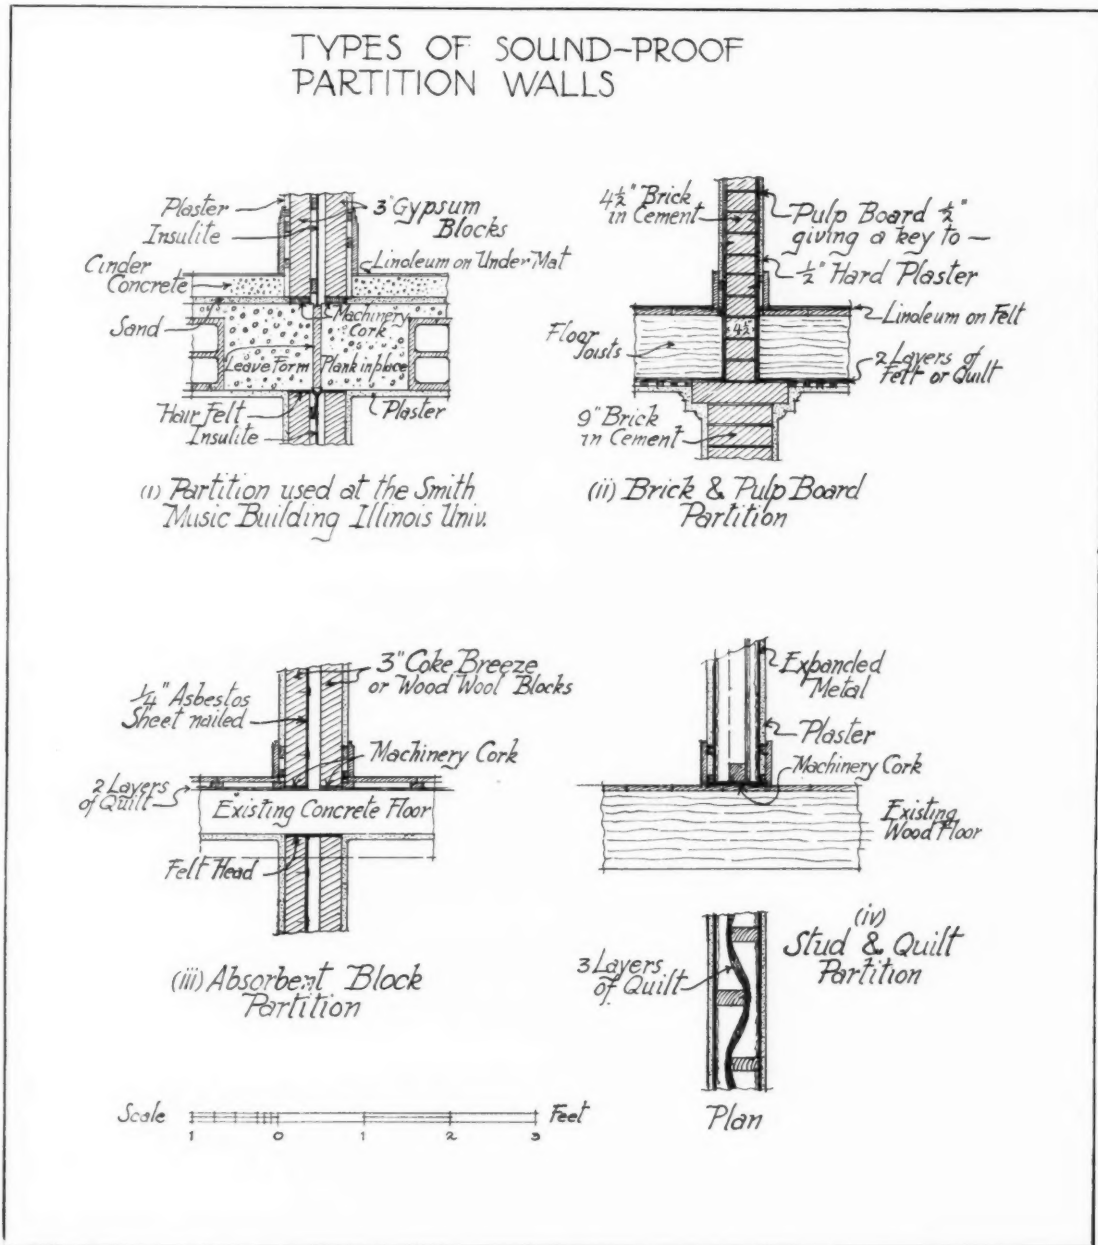 TYPES OF SOUND-PROOF
PARTITION WALLS
Plaster
Insulite
3" Gypsum
Blocks
Cinder
Concrete
Linoleum on Under Mat
Sand
Machinery
Cork
Leave Form
Plank in place
Hair Felt
Insulite
Plaster
(i) Partition used at the Smith
Music Building Illinois Univ.
4½" Brick
in Cement
Pulp Board ½"
giving a key to —
½" Hard Plaster
Linoleum on Felt
Floor
Joists
4½
2 Layers of
Felt or Quilt
9" Brick
in Cement
(ii) Brick & Pulp Board
Partition
3" Coke Breeze
or Wood Wool Blocks
¼" Asbestos
Sheet nailed
Machinery Cork
2 Layers
of Quilt
Existing Concrete Floor
Felt Head
(iii) Absorbent Block
Partition
Expanded
Metal
Plaster
Machinery Cork
Existing
Wood Floor
(iv)
Stud & Quilt
Partition
3 Layers
of Quilt
Plan
Scale
Feet
1 0 1 2 3